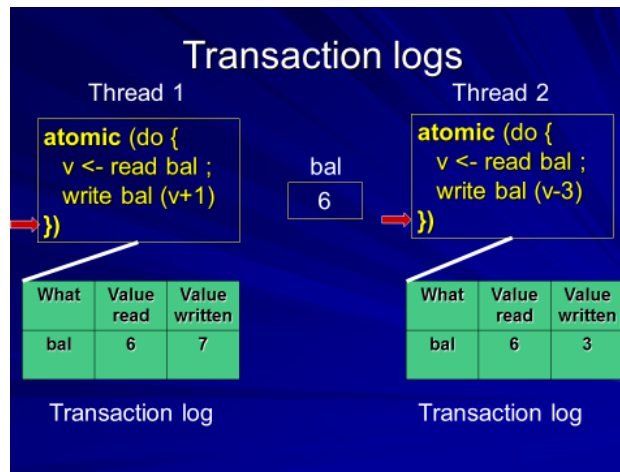 Transaction logs
Thread 1
atomic (do {
v <- read bal ;
write bal (v+1)
})
bal
6
Thread 2
atomic (do {
v <- read bal ;
write bal (v-3)
})
What Value read Value written
bal 6 7
Transaction log
What Value read Value written
bal 6 3
Transaction log